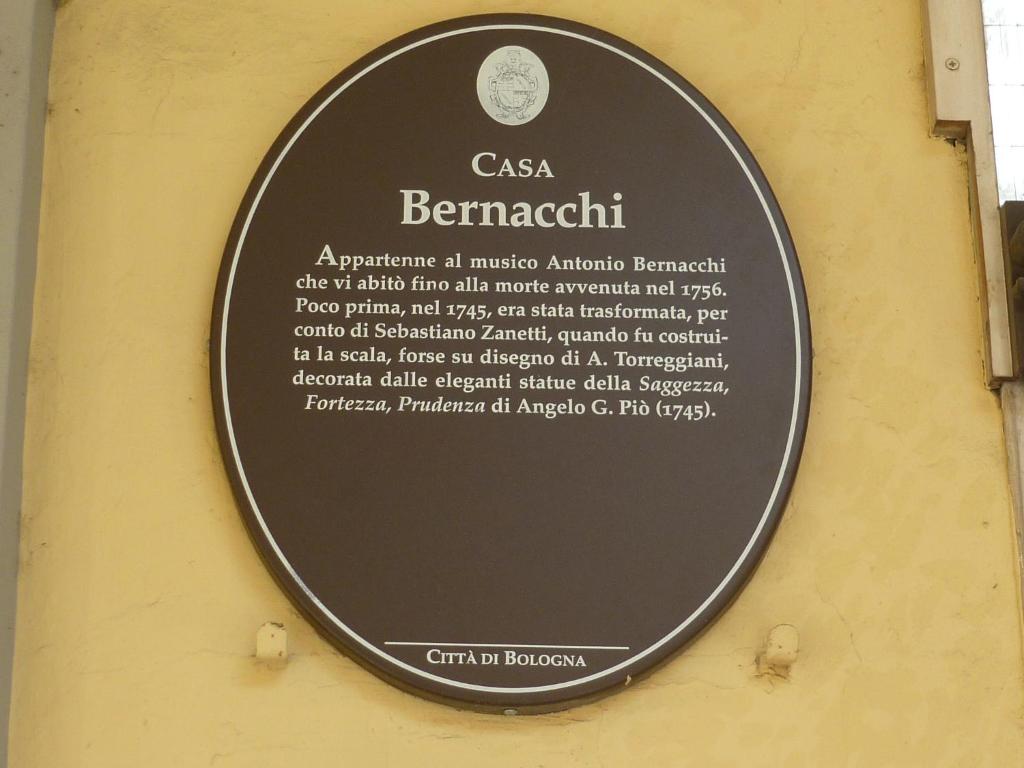 CASA
Bernacchi
Appartenne al musico Antonio Bernacchi
che vi abitò fino alla morte avvenuta nel 1756.
Poco prima, nel 1745, era stata trasformata, per
conto di Sebastiano Zanetti, quando fu costrui-
ta la scala, forse su disegno di A. Torreggiani,
decorata dalle eleganti statue della Saggezza,
Fortezza, Prudenza di Angelo G. Piò (1745).
CITTÀ DI BOLOGNA